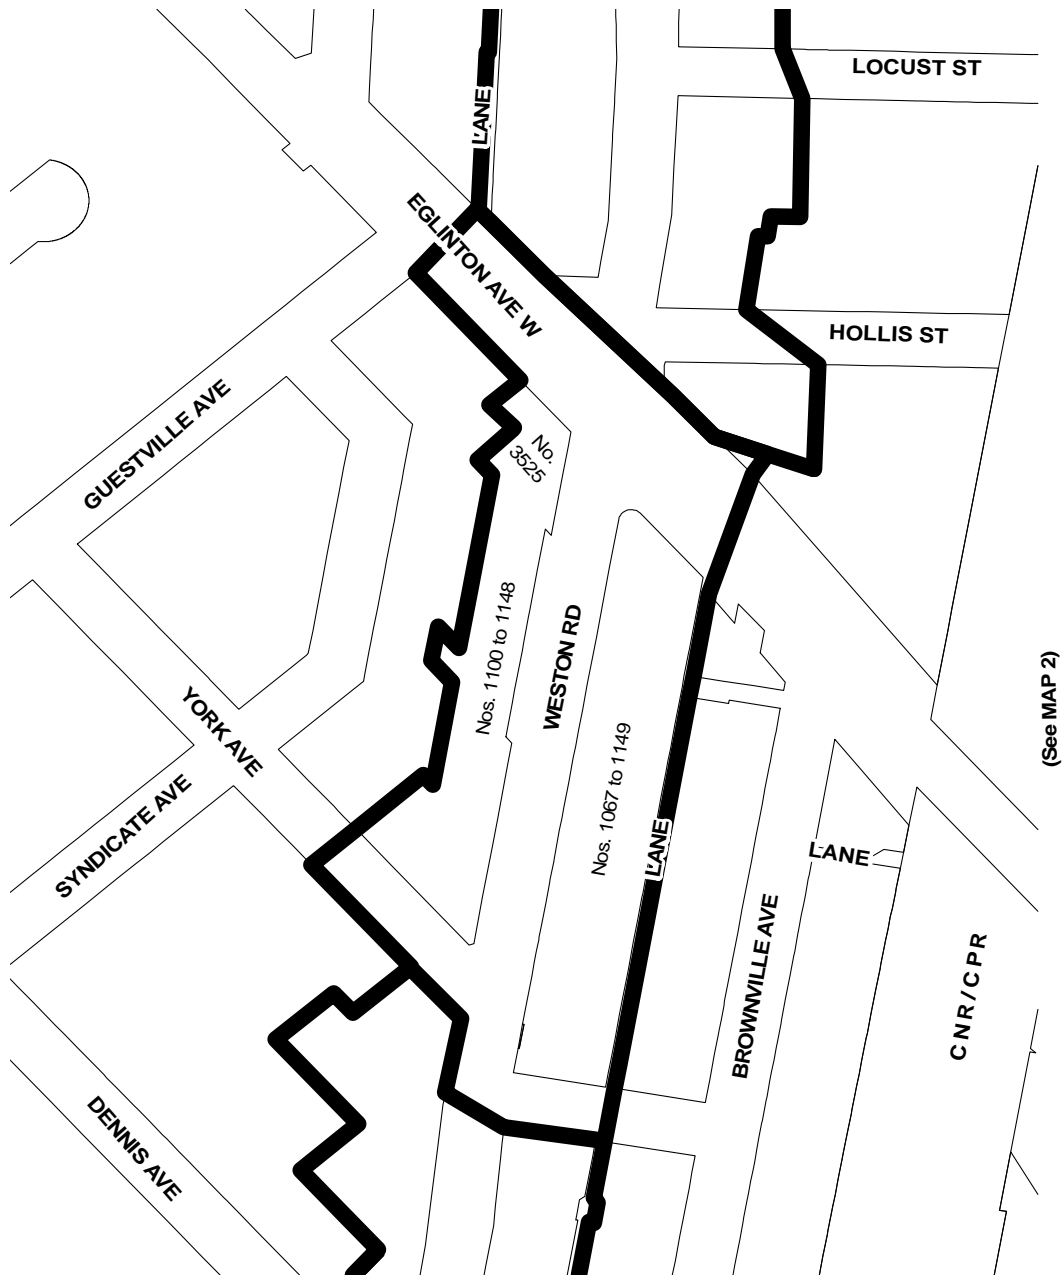 LOCUST ST
LANE
EGLINTON AVE W
HOLLIS ST
GUESTVILLE AVE
No.
3525
Nos. 1100 to 1148
WESTON RD
(See MAP 2)
YORK AVE
Nos. 1067 to 1149
SYNDICATE AVE
LANE
LANE
BROWNVILLE AVE
CNR/CPR
DENNIS AVE